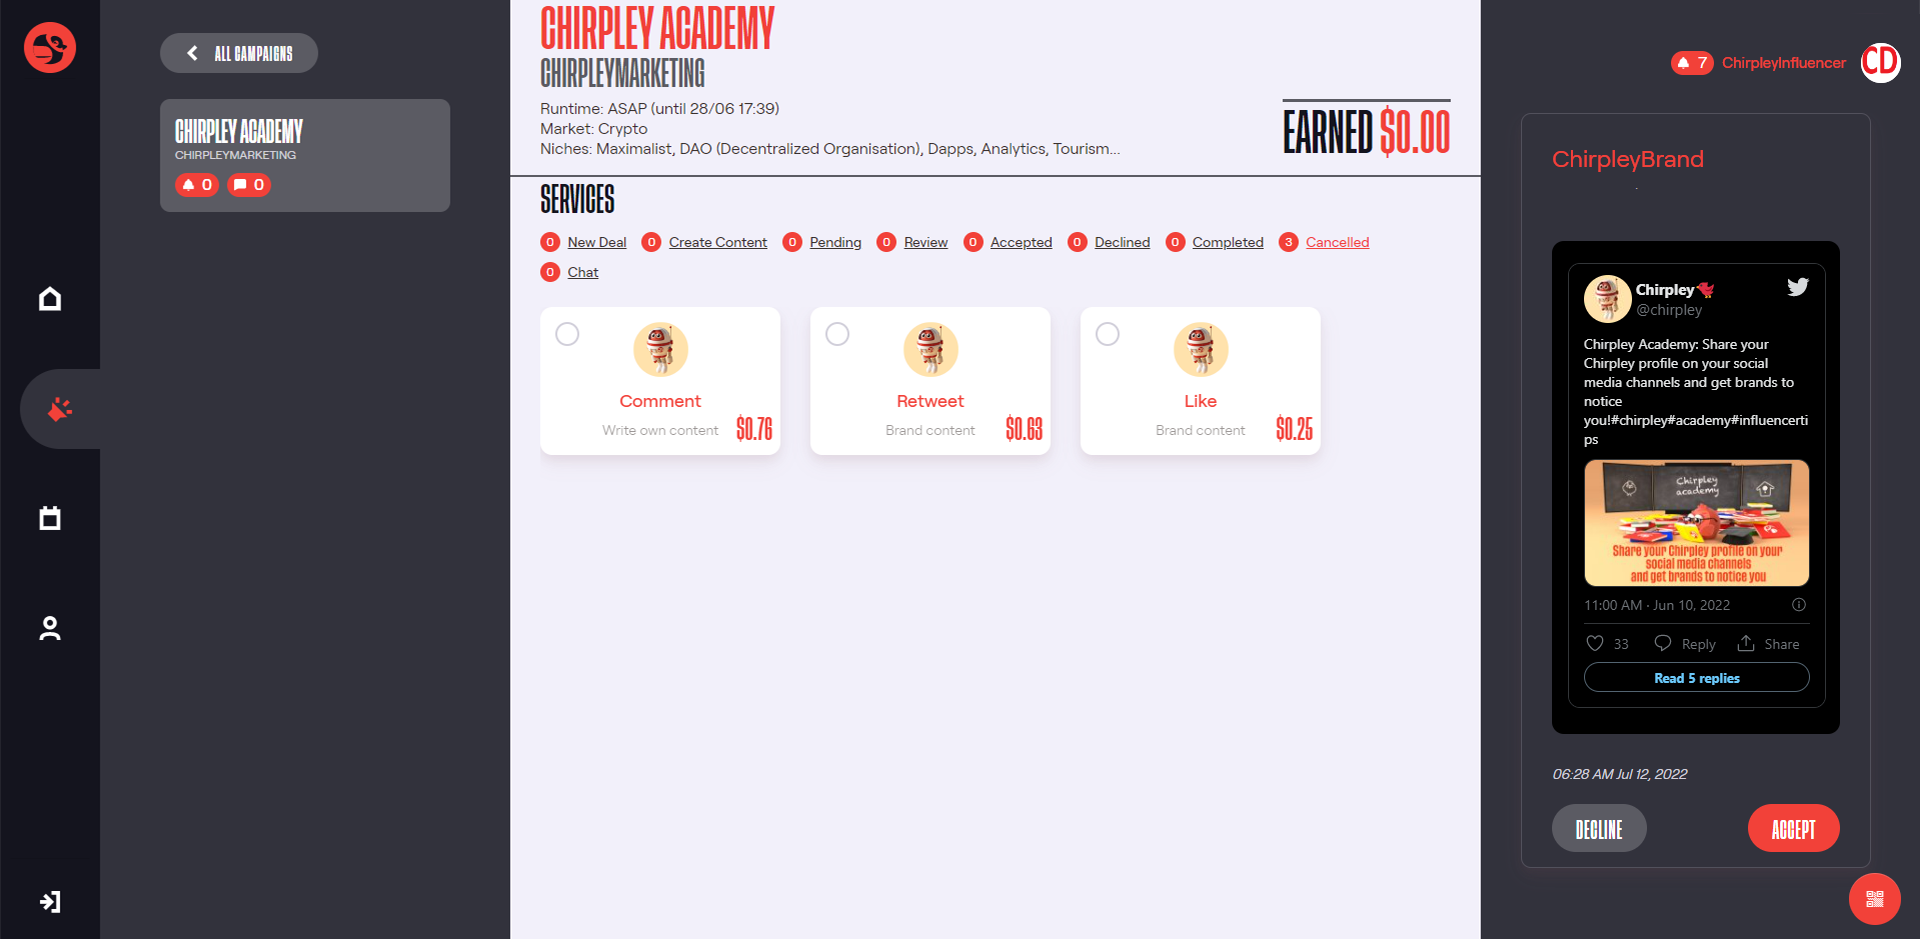 ALL CAMPAIGNS
CHIRPLEY ACADEMY
CHIRPLEYMARKETING
0 0
CHIRPLEY ACADEMY
CHIRPLEYMARKETING
Runtime: ASAP (until 28/06 17:39)
Market: Crypto
Niches: Maximalist, DAO (Decentralized Organisation), Dapps, Analytics, Tourism...
EARNED $0.00
SERVICES
0 New Deal 0 Create Content 0 Pending 0 Review 0 Accepted 0 Declined 0 Completed 3 Cancelled
0 Chat
Comment
Write own content $0.76
Retweet
Brand content $0.63
Like
Brand content $0.25
7 ChirpleyInfluencer CD
ChirpleyBrand
Chirpley
@chirpley
Chirpley Academy: Share your
Chirpley profile on your social
media channels and get brands to
notice
you!#chirpley#academy#influencerti
ps
Chirpley
academy
Share your Chirpley profile on your
social media channels
and get brands to notice you
11:00 AM · Jun 10, 2022
33 Reply Share
Read 5 replies
06:28 AM Jul 12, 2022
DECLINE ACCEPT